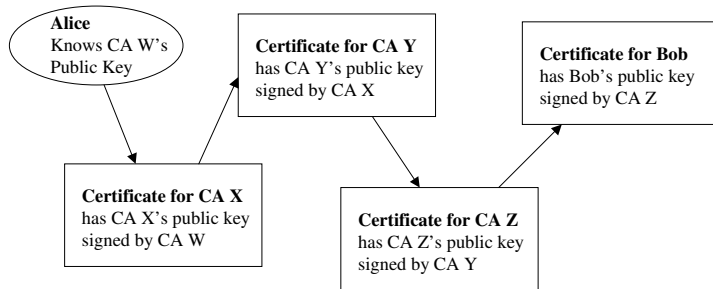 Alice
Knows CA W's
Public Key
Certificate for CA Y
has CA Y's public key
signed by CA X
Certificate for Bob
has Bob's public key
signed by CA Z
Certificate for CA X
has CA X's public key
signed by CA W
Certificate for CA Z
has CA Z's public key
signed by CA Y